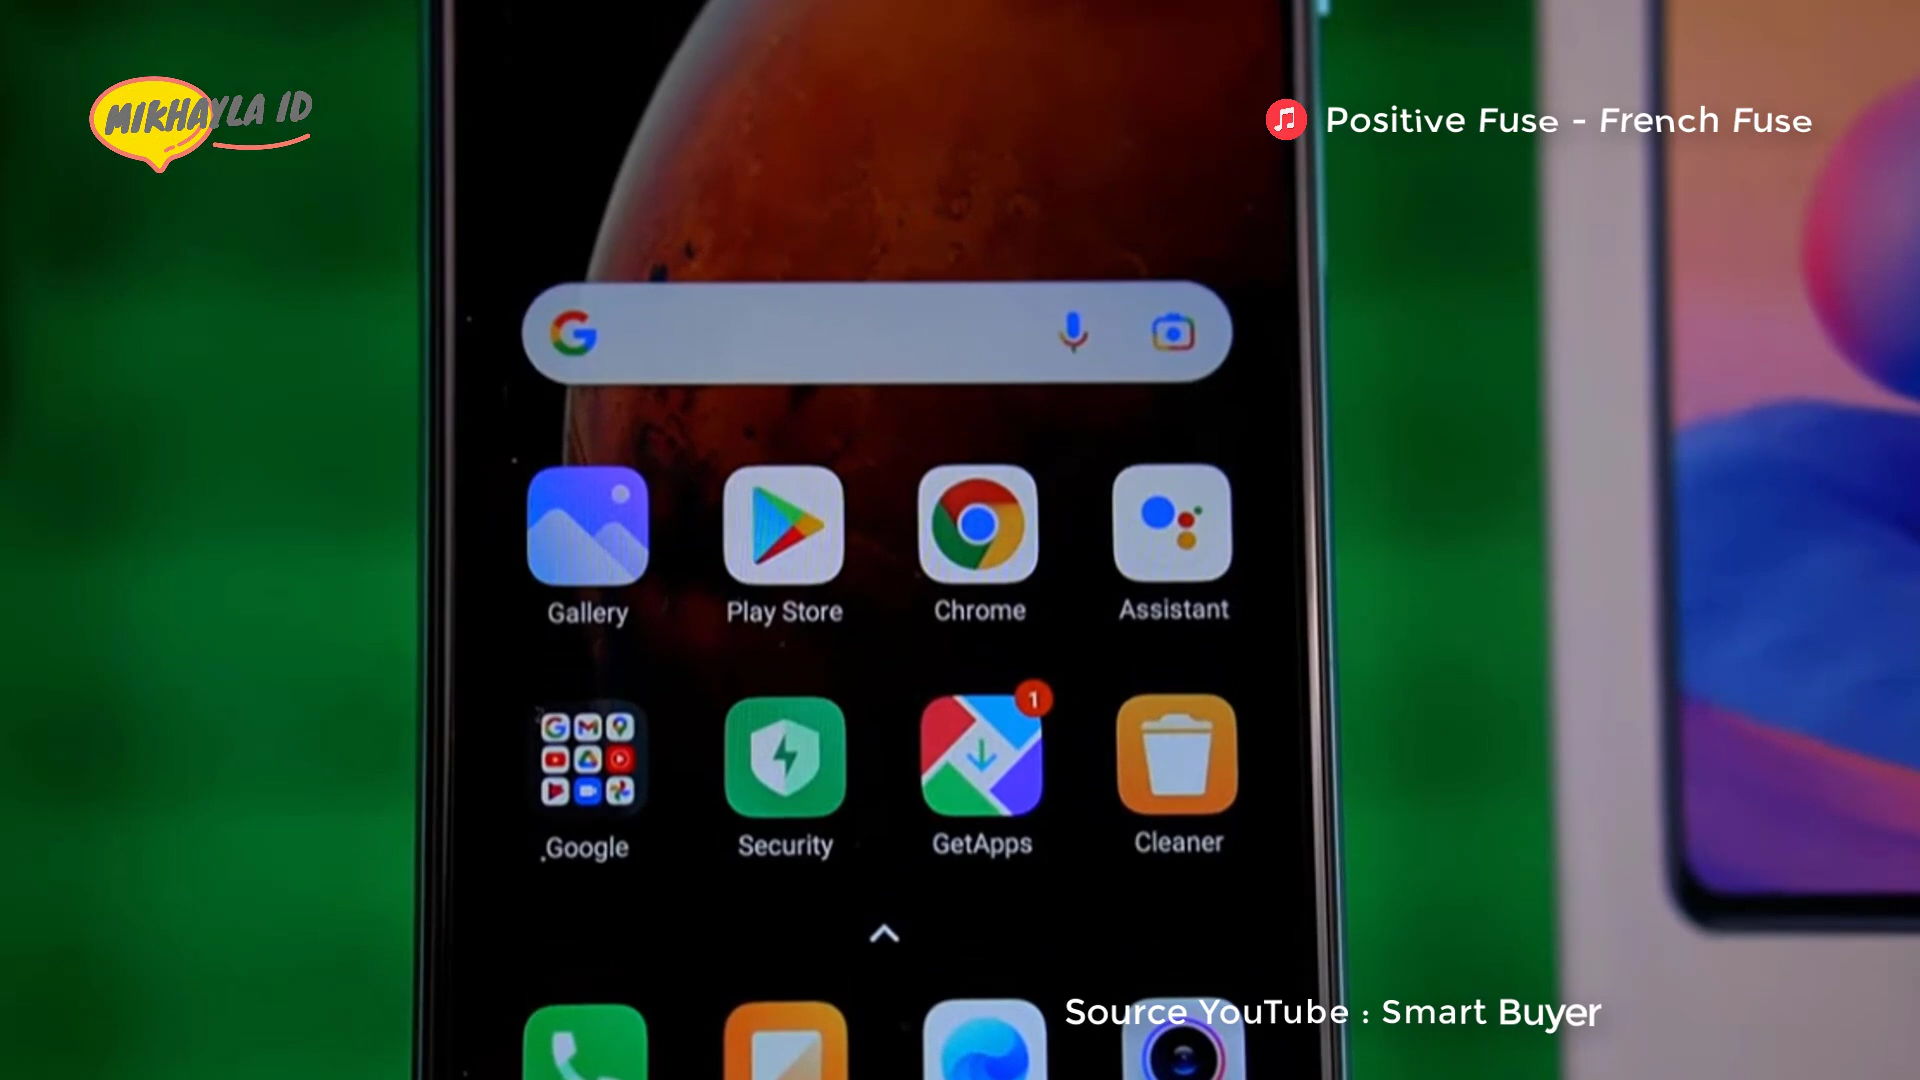 MIKHAYLA ID
Positive Fuse - French Fuse
Gallery
Play Store
Chrome
Assistant
1
Google
Security
GetApps
Cleaner
Source YouTube : Smart Buyer